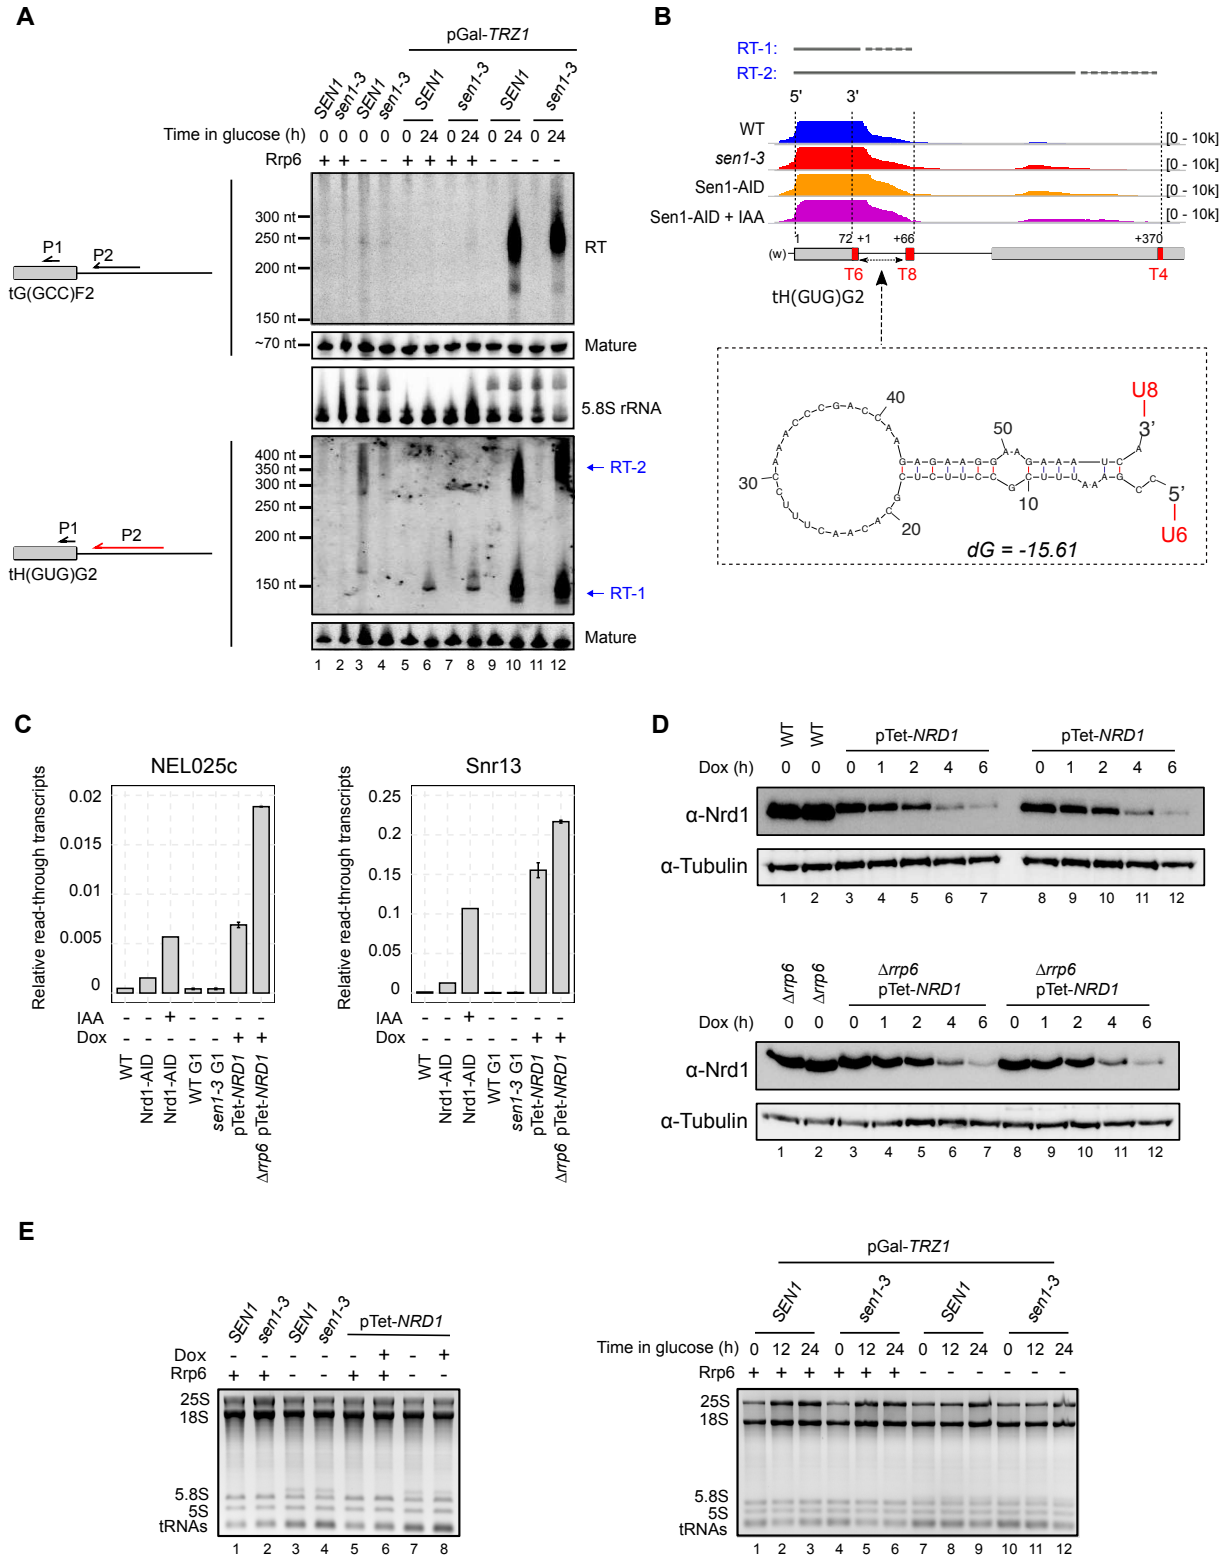 A
pGal-TRZ1
SEN1 sen1-3 SEN1 sen1-3 SEN1 sen1-3 SEN1 sen1-3
Time in glucose (h) 0 0 0 0 0 24 0 24 0 24 0 24
Rrp6 + + - - + + + + - - - -
300 nt
250 nt
200 nt
150 nt
RT
~70 nt
Mature
5.8S rRNA
P1 P2
tG(GCC)F2
400 nt
350 nt
300 nt
250 nt
200 nt
150 nt
RT-2
RT-1
Mature
P1 P2
tH(GUG)G2
1 2 3 4 5 6 7 8 9 10 11 12
B
RT-1:
RT-2:
5' 3'
WT [0 - 10k]
sen1-3 [0 - 10k]
Sen1-AID [0 - 10k]
Sen1-AID + IAA [0 - 10k]
1 72 +1 +66 +370
(w)
T6 T8 T4
tH(GUG)G2
U8
3'
40
50
30
20
10
5'
U6
dG = -15.61
C
NEL025c
Relative read-through transcripts
0.02
0.015
0.01
0.005
0
IAA - - + - - - -
Dox - - - - - + +
WT
Nrd1-AID
Nrd1-AID
WT G1
sen1-3 G1
pTet-NRD1
Δrrp6 pTet-NRD1
Snr13
Relative read-through transcripts
0.25
0.2
0.15
0.1
0.05
0
IAA - - + - - - -
Dox - - - - - + +
WT
Nrd1-AID
Nrd1-AID
WT G1
sen1-3 G1
pTet-NRD1
Δrrp6 pTet-NRD1
D
WT WT pTet-NRD1 pTet-NRD1
Dox (h) 0 0 0 1 2 4 6 0 1 2 4 6
α-Nrd1
α-Tubulin
1 2 3 4 5 6 7 8 9 10 11 12
Δrrp6 Δrrp6 Δrrp6 pTet-NRD1 Δrrp6 pTet-NRD1
Dox (h) 0 0 0 1 2 4 6 0 1 2 4 6
α-Nrd1
α-Tubulin
1 2 3 4 5 6 7 8 9 10 11 12
E
SEN1 sen1-3 SEN1 sen1-3 pTet-NRD1
Dox - - - - - + - +
Rrp6 + + - - + + - -
25S
18S
5.8S
5S
tRNAs
1 2 3 4 5 6 7 8
pGal-TRZ1
SEN1 sen1-3 SEN1 sen1-3
Time in glucose (h) 0 12 24 0 12 24 0 12 24 0 12 24
Rrp6 + + + + + + - - - - - -
25S
18S
5.8S
5S
tRNAs
1 2 3 4 5 6 7 8 9 10 11 12